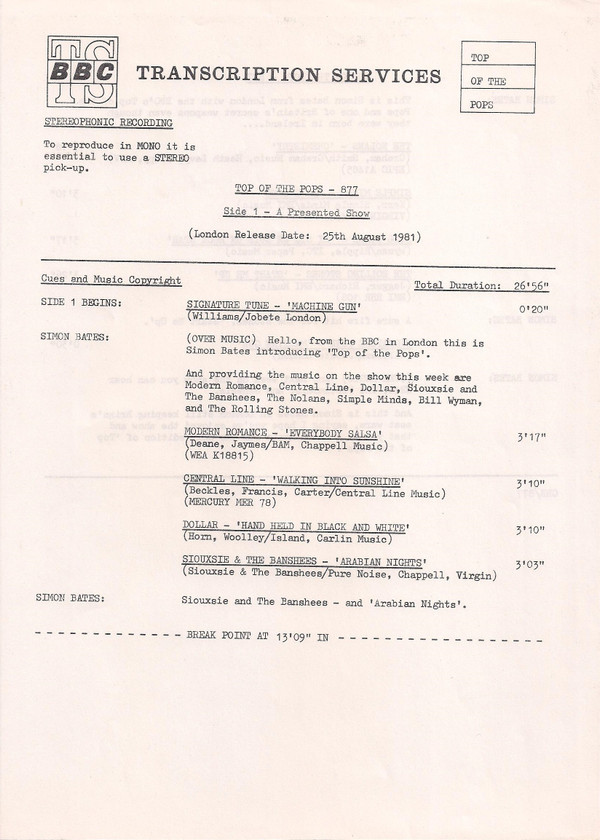 TS
BBC
TRANSCRIPTION SERVICES
TOP
OF THE
POPS
STEREOPHONIC RECORDING
To reproduce in MONO it is
essential to use a STEREO
pick-up.
TOP OF THE POPS - 877
Side 1 - A Presented Show
(London Release Date: 25th August 1981)
Cues and Music Copyright
Total Duration: 26'56"
SIDE 1 BEGINS: SIGNATURE TUNE - 'MACHINE GUN' 0'20"
(Williams/Jobete London)
SIMON BATES: (OVER MUSIC) Hello, from the BBC in London this is
Simon Bates introducing 'Top of the Pops'.
And providing the music on the show this week are
Modern Romance, Central Line, Dollar, Siouxsie and
The Banshees, The Nolans, Simple Minds, Bill Wyman,
and The Rolling Stones.
MODERN ROMANCE - 'EVERYBODY SALSA' 3'17"
(Deane, Jaymes/BAM, Chappell Music)
(WEA K18815)
CENTRAL LINE - 'WALKING INTO SUNSHINE' 3'10"
(Beckles, Francis, Carter/Central Line Music)
(MERCURY MER 78)
DOLLAR - 'HAND HELD IN BLACK AND WHITE' 3'10"
(Horn, Woolley/Island, Carlin Music)
SIOUXSIE & THE BANSHEES - 'ARABIAN NIGHTS' 3'03"
(Siouxsie & The Banshees/Pure Noise, Chappell, Virgin)
SIMON BATES: Siouxsie and The Banshees - and 'Arabian Nights'.
- - - - - - - - - - - - - BREAK POINT AT 13'09" IN - - - - - - - - - - - - - - - - - -